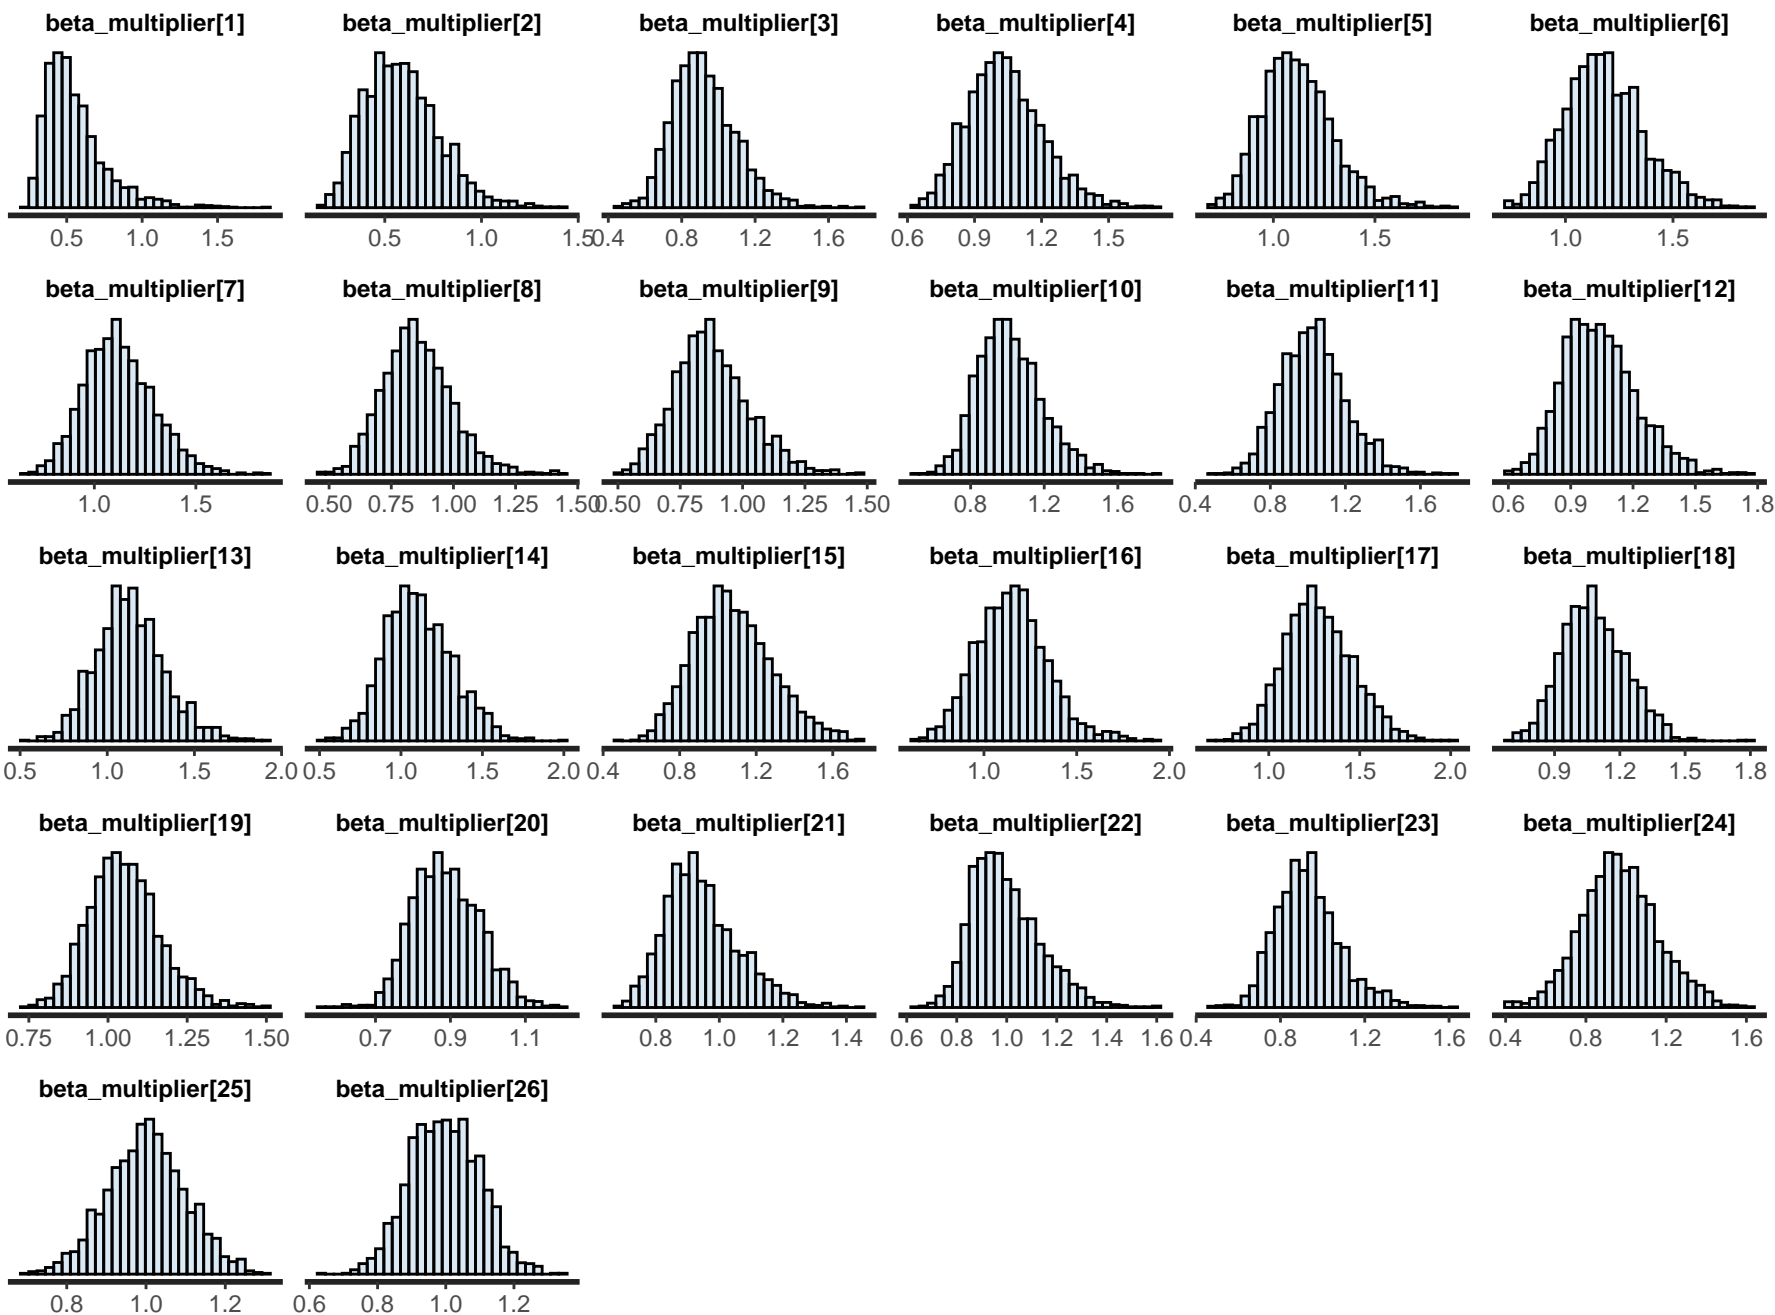 beta_multiplier[1] beta_multiplier[2] beta_multiplier[3] beta_multiplier[4] beta_multiplier[5] beta_multiplier[6]
0.5 1.0 1.5 0.5 1.0 1.5 0.4 0.8 1.2 1.6 0.6 0.9 1.2 1.5 1.0 1.5 1.0 1.5
beta_multiplier[7] beta_multiplier[8] beta_multiplier[9] beta_multiplier[10] beta_multiplier[11] beta_multiplier[12]
1.0 1.5 0.50 0.75 1.00 1.25 1.50 0.50 0.75 1.00 1.25 1.50 0.8 1.2 1.6 0.4 0.8 1.2 1.6 0.6 0.9 1.2 1.5 1.8
beta_multiplier[13] beta_multiplier[14] beta_multiplier[15] beta_multiplier[16] beta_multiplier[17] beta_multiplier[18]
0.5 1.0 1.5 2.0 0.5 1.0 1.5 2.0 0.4 0.8 1.2 1.6 1.0 1.5 2.0 1.0 1.5 2.0 0.9 1.2 1.5 1.8
beta_multiplier[19] beta_multiplier[20] beta_multiplier[21] beta_multiplier[22] beta_multiplier[23] beta_multiplier[24]
0.75 1.00 1.25 1.50 0.7 0.9 1.1 0.8 1.0 1.2 1.4 0.6 0.8 1.0 1.2 1.4 1.6 0.4 0.8 1.2 1.6 0.4 0.8 1.2 1.6
beta_multiplier[25] beta_multiplier[26]
0.8 1.0 1.2 0.6 0.8 1.0 1.2